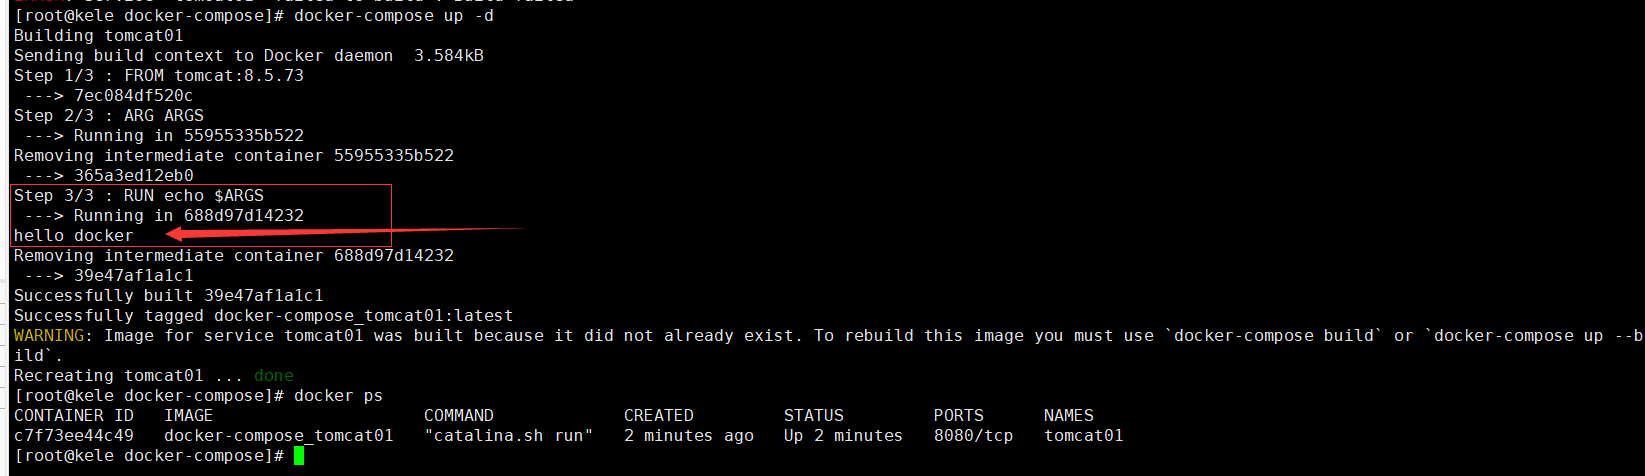 [root@kele docker-compose]# docker-compose up -d
Building tomcat01
Sending build context to Docker daemon  3.584kB
Step 1/3 : FROM tomcat:8.5.73
 ---> 7ec084df520c
Step 2/3 : ARG ARGS
 ---> Running in 55955335b522
Removing intermediate container 55955335b522
 ---> 365a3ed12eb0
Step 3/3 : RUN echo $ARGS
 ---> Running in 688d97d14232
hello docker
Removing intermediate container 688d97d14232
 ---> 39e47af1a1c1
Successfully built 39e47af1a1c1
Successfully tagged docker-compose_tomcat01:latest
WARNING: Image for service tomcat01 was built because it did not already exist. To rebuild this image you must use `docker-compose build` or `docker-compose up --b
ild`.
Recreating tomcat01 ... done
[root@kele docker-compose]# docker ps
CONTAINER ID   IMAGE                     COMMAND             CREATED         STATUS         PORTS      NAMES
c7f73ee44c49   docker-compose_tomcat01   "catalina.sh run"   2 minutes ago   Up 2 minutes   8080/tcp   tomcat01
[root@kele docker-compose]#